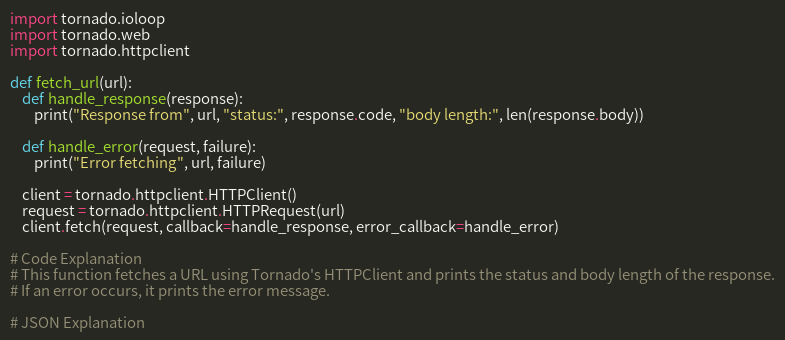 import tornado.ioloop
import tornado.web
import tornado.httpclient

def fetch_url(url):
    def handle_response(response):
        print("Response from", url, "status:", response.code, "body length:", len(response.body))

    def handle_error(request, failure):
        print("Error fetching", url, failure)

    client = tornado.httpclient.HTTPClient()
    request = tornado.httpclient.HTTPRequest(url)
    client.fetch(request, callback=handle_response, error_callback=handle_error)

# Code Explanation
# This function fetches a URL using Tornado's HTTPClient and prints the status and body length of the response.
# If an error occurs, it prints the error message.

# JSON Explanation